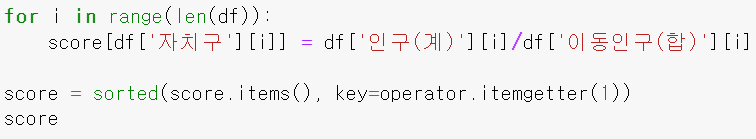 for i in range(len(df)):
    score[df['자치구'][i]] = df['인구(계)'][i]/df['이동인구(합)'][i]
score = sorted(score.items(), key=operator.itemgetter(1))
score